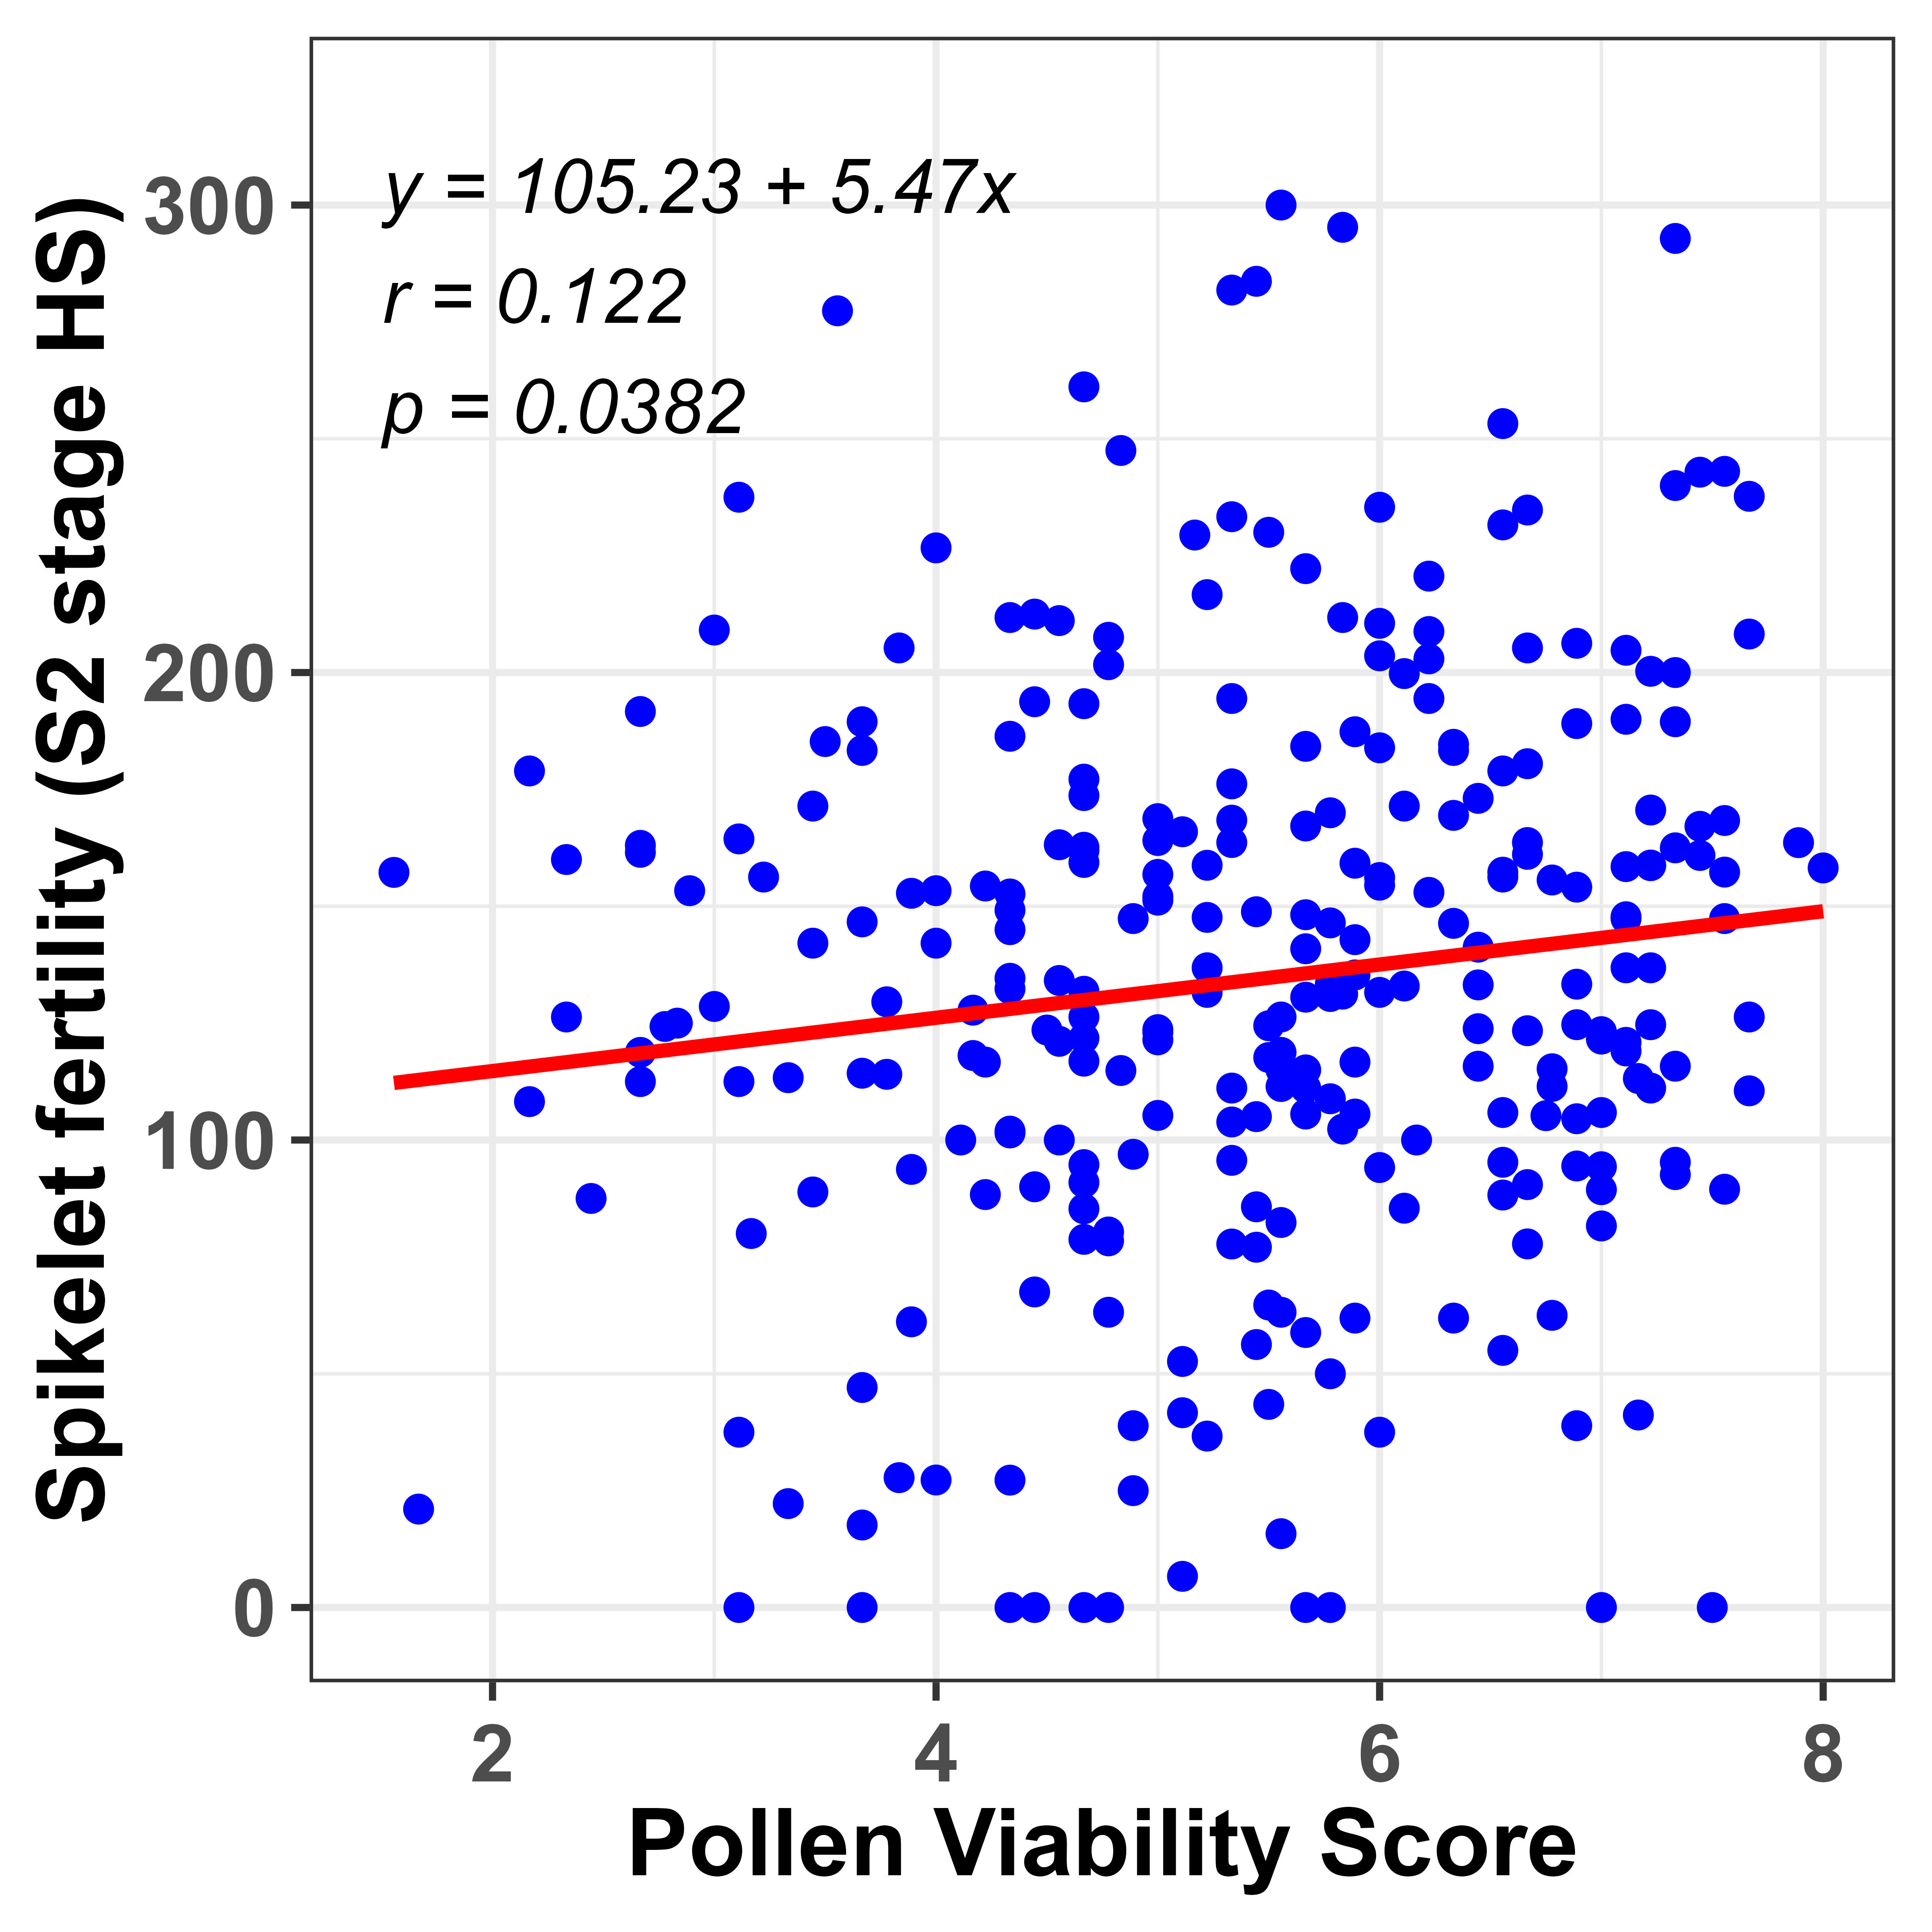 y = 105.23 + 5.47x
r = 0.122
p = 0.0382
Spikelet fertility (S2 stage HS)
300
200
100
0
2 4 6 8
Pollen Viability Score